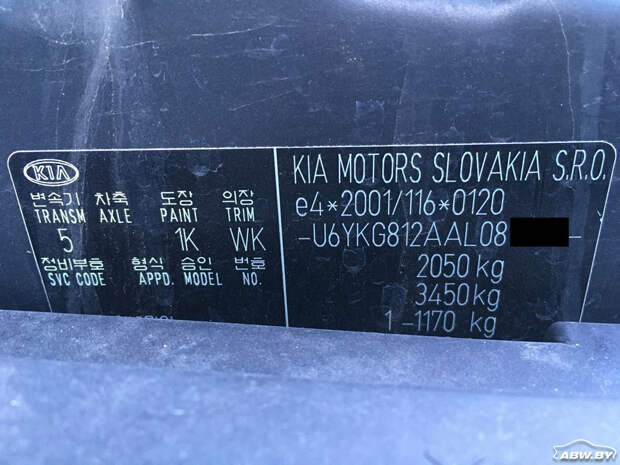 KIA
변속기 차축 도장 의장
TRANSM AXLE PAINT TRIM
5 1K WK
정비부호 형식 승인 번호
SVC CODE APPD. MODEL NO.
KIA MOTORS SLOVAKIA S.R.O.
e4*2001/116*0120
-U6YKG812AAL08 -
2050 kg
3450 kg
1 -1170 kg
ABW.BY